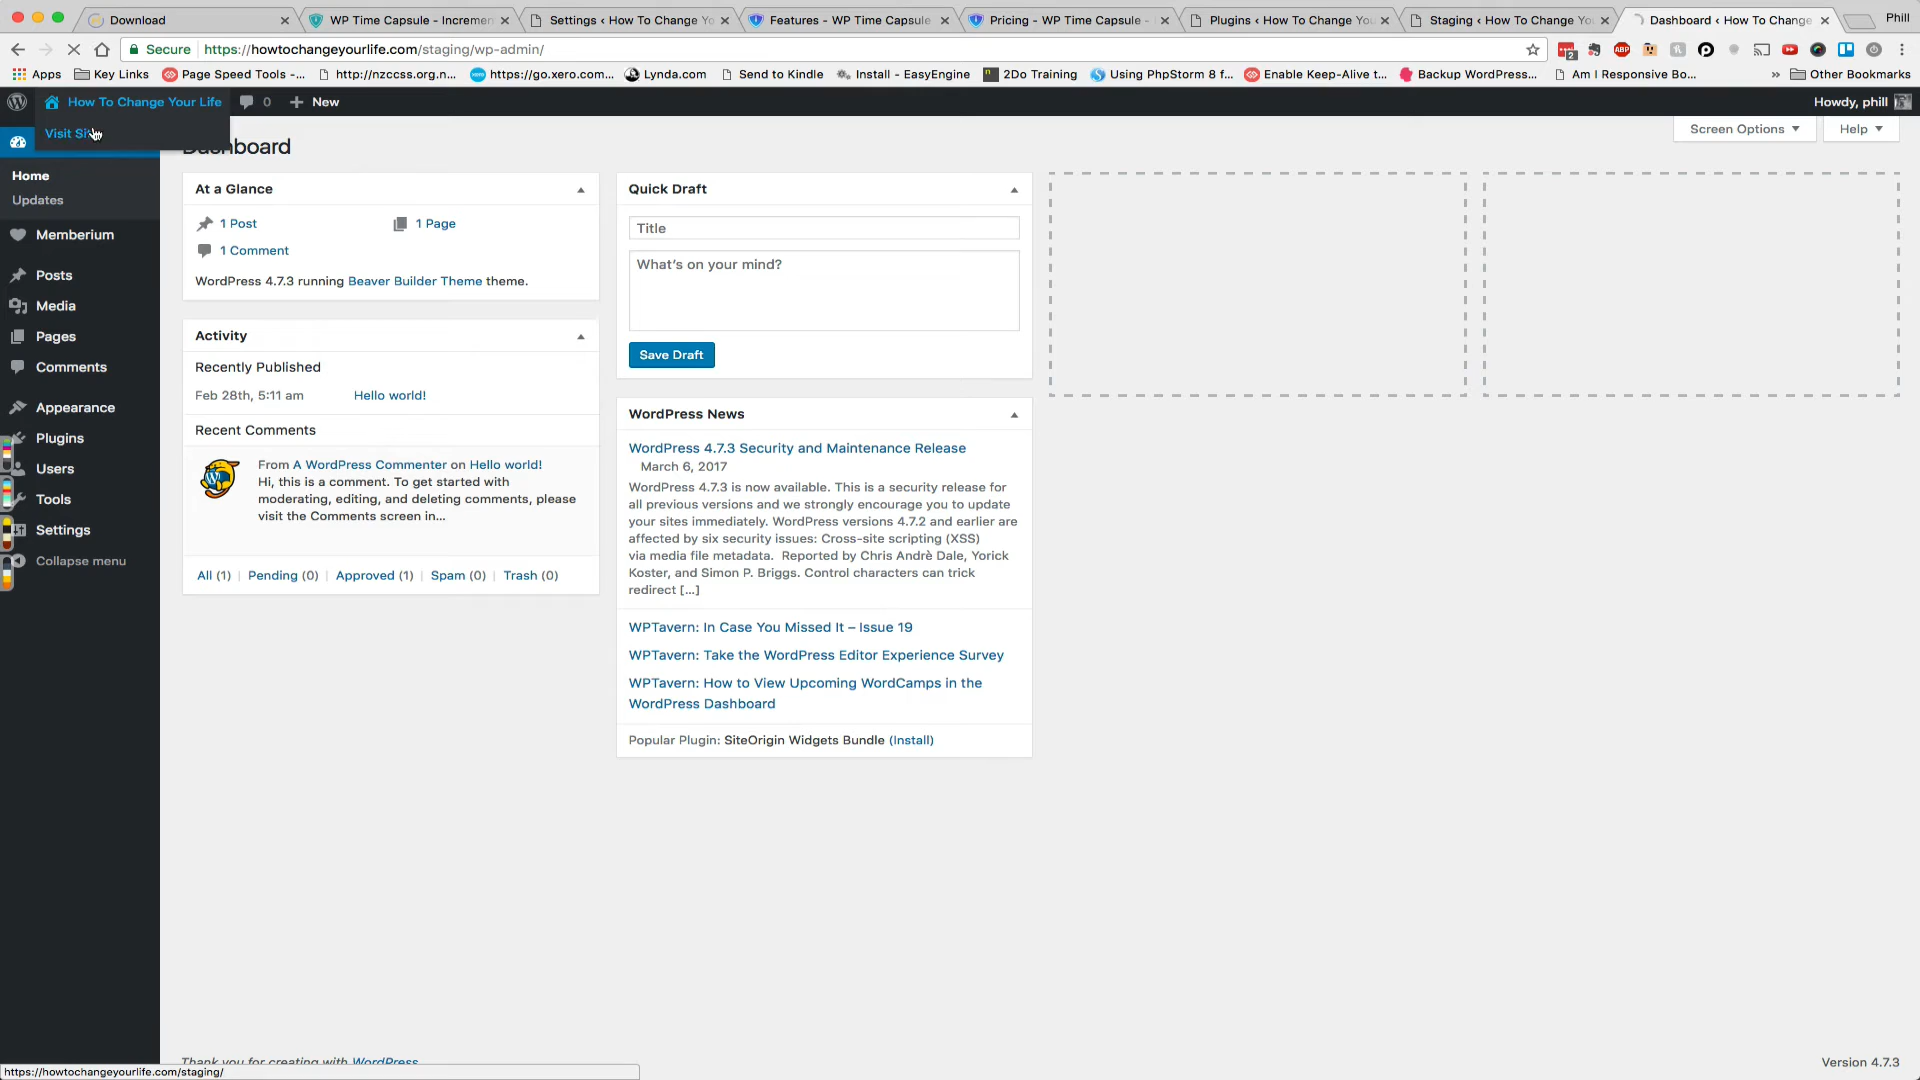 Download
WP Time Capsule - Incremen
Settings ‹ How To Change Yo
Features - WP Time Capsule
Pricing - WP Time Capsule -
Plugins ‹ How To Change You
Staging ‹ How To Change You
Dashboard ‹ How To Change
Phill
Secure https://howtochangeyourlife.com/staging/wp-admin/
2
ABP
Apps
Key Links
Page Speed Tools -...
http://nzccss.org.n...
https://go.xero.com...
Lynda.com
Send to Kindle
Install - EasyEngine
2Do Training
Using PhpStorm 8 f...
Enable Keep-Alive t...
Backup WordPress...
Am I Responsive Bo...
»
Other Bookmarks
How To Change Your Life
0
New
Howdy, phill
Visit
Screen Options
Help
Home
Updates
Memberium
Posts
Media
Pages
Comments
Appearance
Plugins
Users
Tools
Settings
Collapse menu
Dashboard
At a Glance
1 Post
1 Page
1 Comment
WordPress 4.7.3 running Beaver Builder Theme theme.
Activity
Recently Published
Feb 28th, 5:11 am
Hello world!
Recent Comments
From A WordPress Commenter on Hello world!
Hi, this is a comment. To get started with
moderating, editing, and deleting comments, please
visit the Comments screen in...
All (1) | Pending (0) | Approved (1) | Spam (0) | Trash (0)
Quick Draft
Title
What's on your mind?
Save Draft
WordPress News
WordPress 4.7.3 Security and Maintenance Release
March 6, 2017
WordPress 4.7.3 is now available. This is a security release for
all previous versions and we strongly encourage you to update
your sites immediately. WordPress versions 4.7.2 and earlier are
affected by six security issues: Cross-site scripting (XSS)
via media file metadata.  Reported by Chris Andrè Dale, Yorick
Koster, and Simon P. Briggs. Control characters can trick
redirect [...]
WPTavern: In Case You Missed It – Issue 19
WPTavern: Take the WordPress Editor Experience Survey
WPTavern: How to View Upcoming WordCamps in the
WordPress Dashboard
Popular Plugin: SiteOrigin Widgets Bundle (Install)
Thank you for creating with WordPress
Version 4.7.3
https://howtochangeyourlife.com/staging/